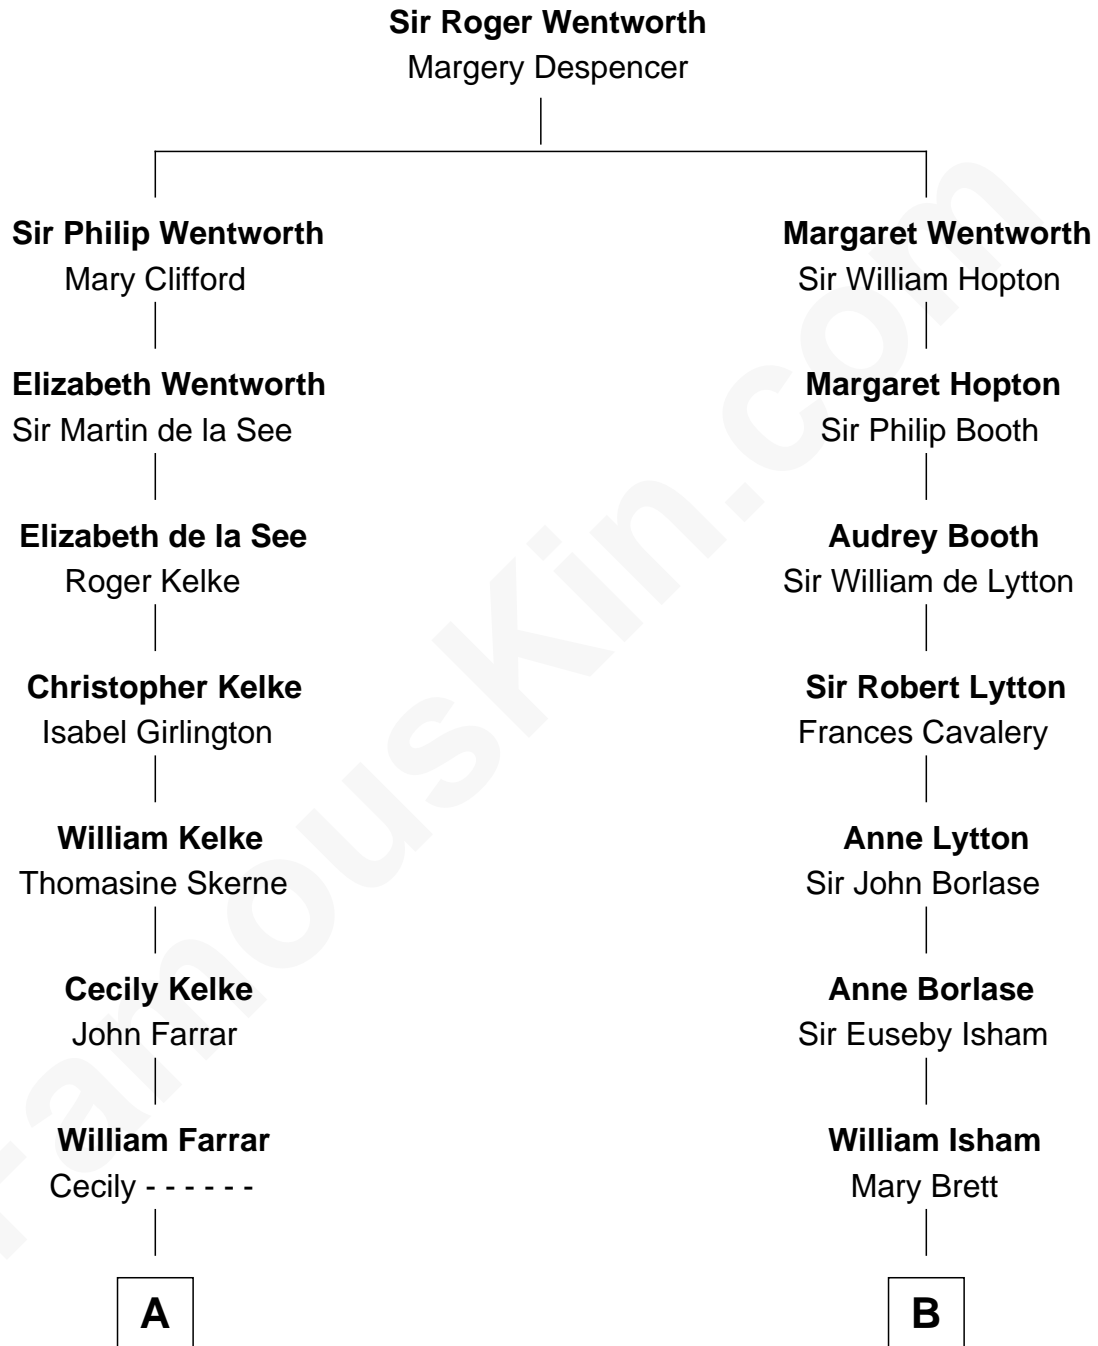 Sir Roger Wentworth
Margery Despencer
Sir Philip Wentworth
Mary Clifford
Margaret Wentworth
Sir William Hopton
Elizabeth Wentworth
Sir Martin de la See
Margaret Hopton
Sir Philip Booth
Elizabeth de la See
Roger Kelke
Audrey Booth
Sir William de Lytton
Christopher Kelke
Isabel Girlington
Sir Robert Lytton
Frances Cavalery
William Kelke
Thomasine Skerne
Anne Lytton
Sir John Borlase
Cecily Kelke
John Farrar
Anne Borlase
Sir Euseby Isham
William Farrar
Cecily - - - - - -
William Isham
Mary Brett
A
B
FamousKin.com